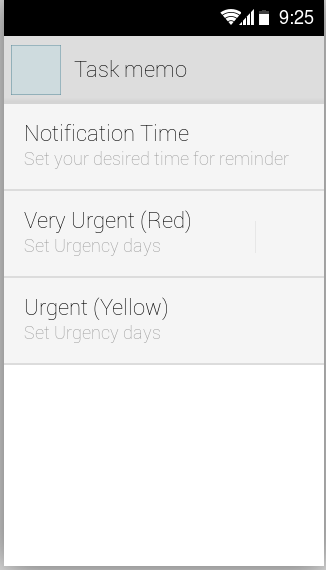 9:25
Task memo
Notification Time
Set your desired time for reminder
Very Urgent (Red)
Set Urgency days
Urgent (Yellow)
Set Urgency days